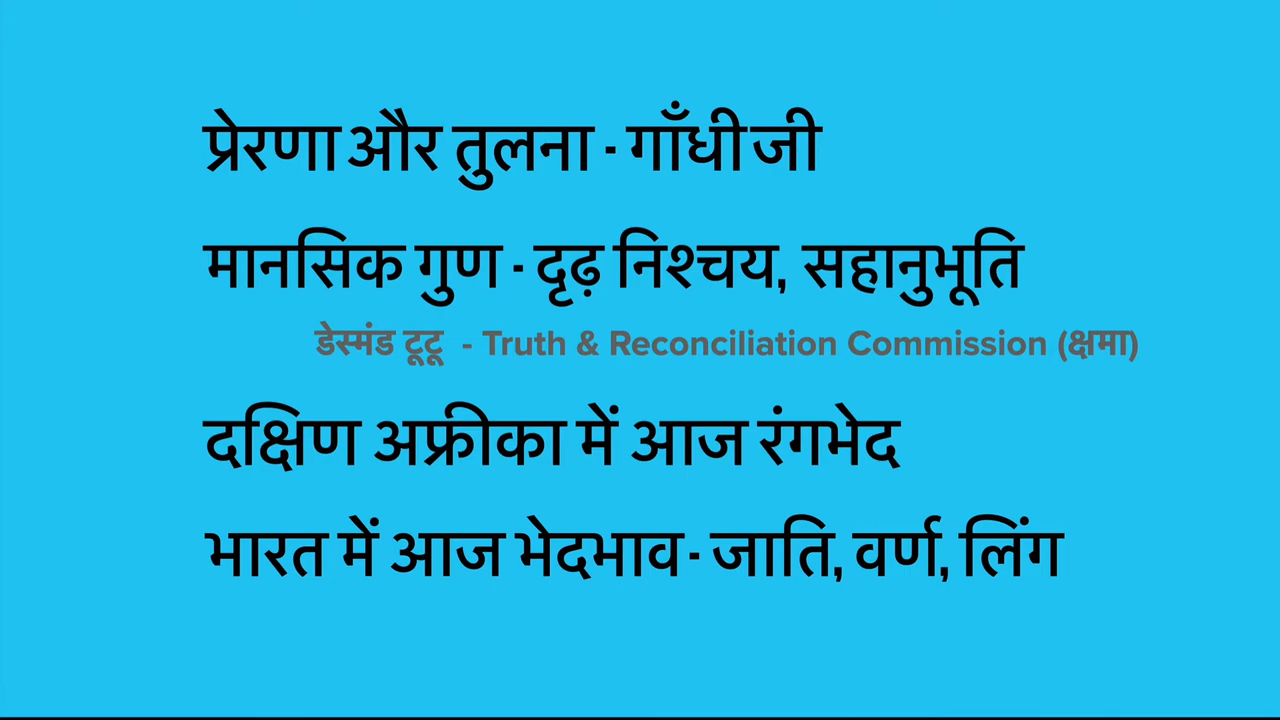 प्रेरणा और तुलना - गाँधी जी
मानसिक गुण - दृढ़ निश्चय, सहानुभूति
डेस्मंड टूटू - Truth & Reconciliation Commission (क्षमा)
दक्षिण अफ्रीका में आज रंगभेद
भारत में आज भेदभाव- जाति, वर्ण, लिंग